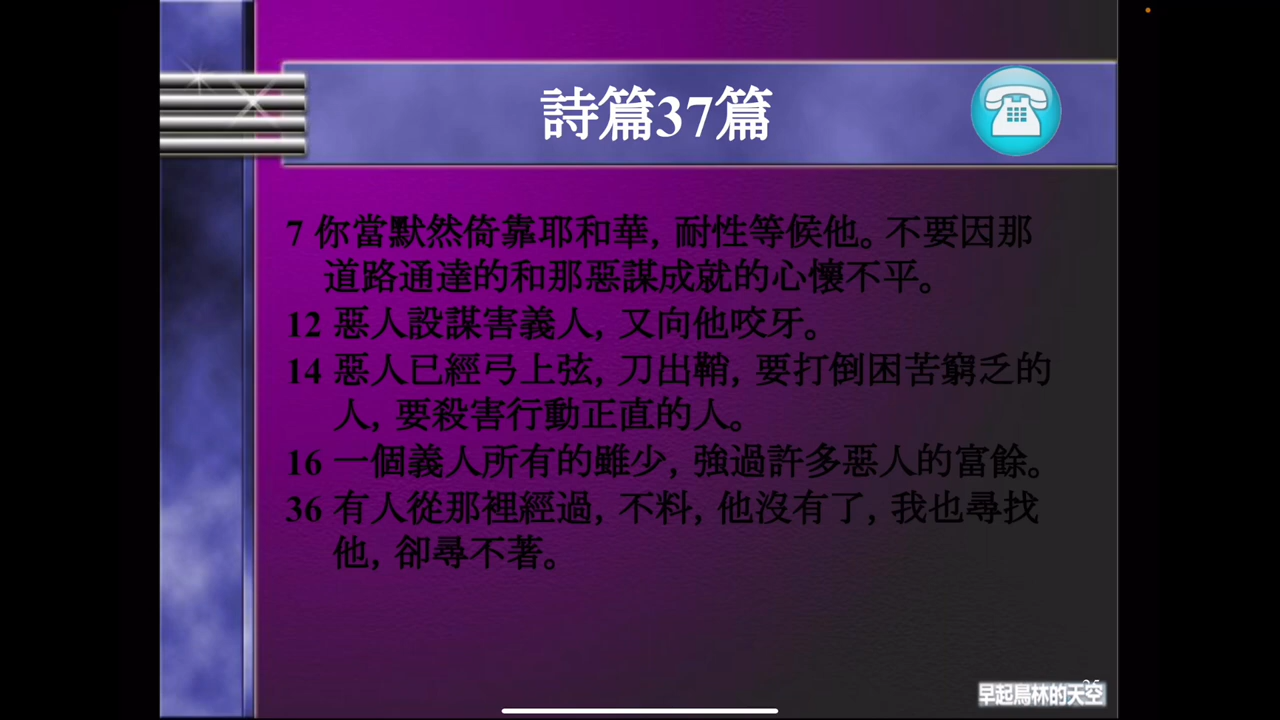 詩篇37篇
7 你當默然倚靠耶和華, 耐性等候他。不要因那
道路通達的和那惡謀成就的心懷不平。
12 惡人設謀害義人, 又向他咬牙。
14 惡人已經弓上弦, 刀出鞘, 要打倒困苦窮乏的
人, 要殺害行動正直的人。
16 一個義人所有的雖少, 強過許多惡人的富餘。
36 有人從那裡經過, 不料, 他沒有了, 我也尋找
他, 卻尋不著。
早起鳥林的天空